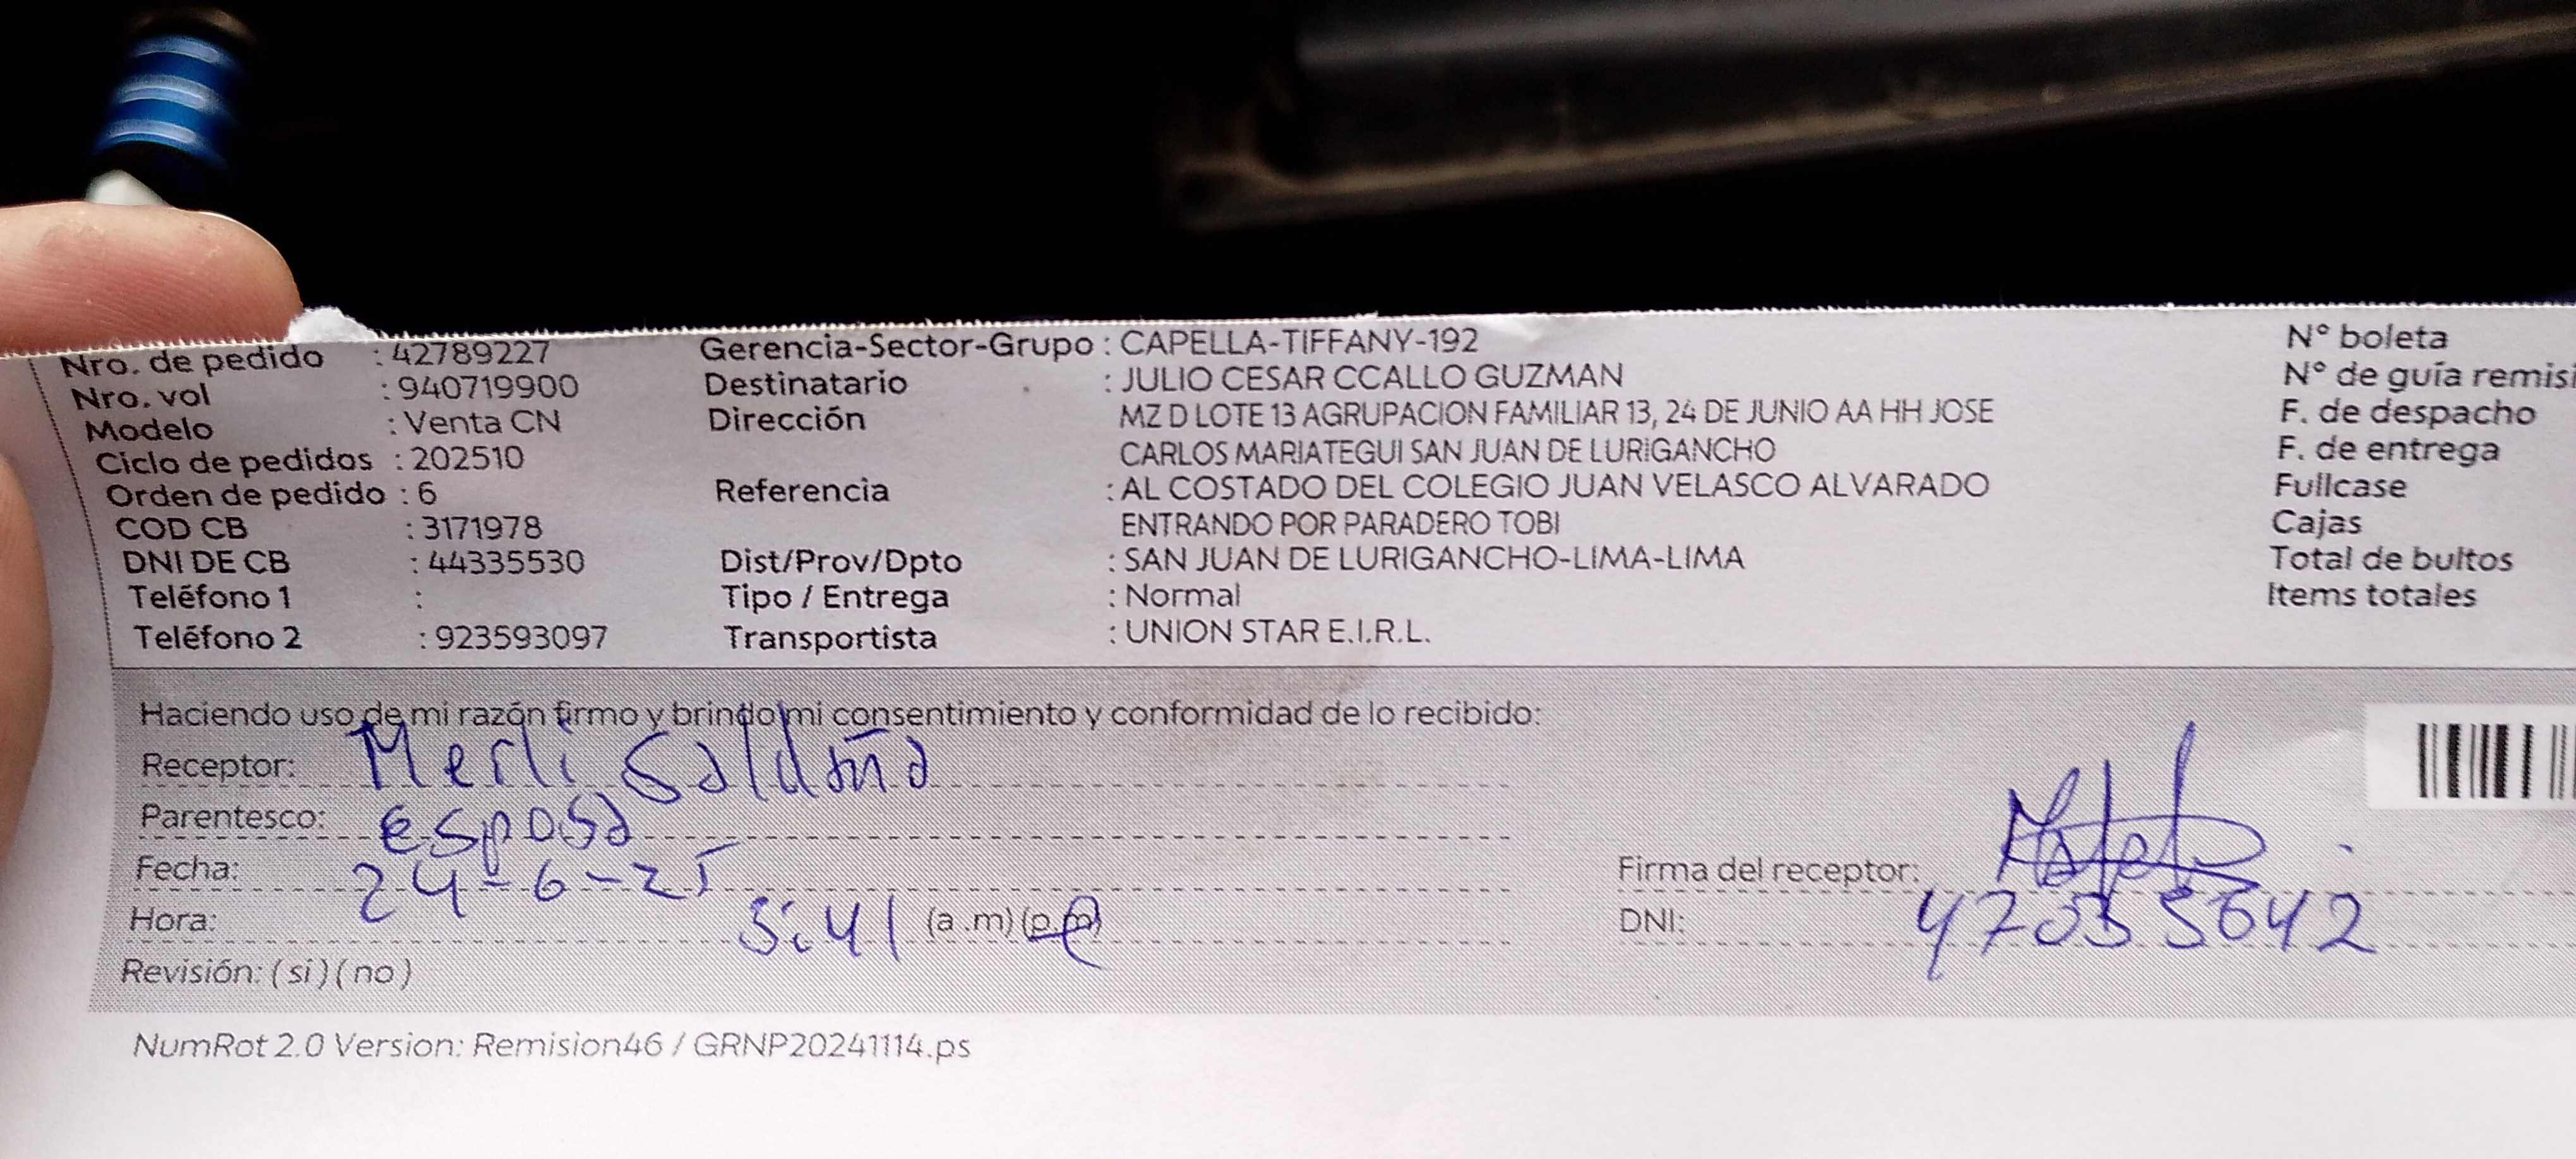 Nro. de pedido : 42789227 Gerencia-Sector-Grupo : CAPELLA-TIFFANY-192 N° boleta
Nro. vol : 940719900 Destinatario : JULIO CESAR CCALLO GUZMAN N° de guía remisi
Modelo : Venta CN Dirección MZ D LOTE 13 AGRUPACION FAMILIAR 13, 24 DE JUNIO AA HH JOSE F. de despacho
Ciclo de pedidos : 202510 CARLOS MARIATEGUI SAN JUAN DE LURIGANCHO F. de entrega
Orden de pedido : 6 Referencia : AL COSTADO DEL COLEGIO JUAN VELASCO ALVARADO Fullcase
COD CB : 3171978 ENTRANDO POR PARADERO TOBI Cajas
DNI DE CB : 44335530 Dist/Prov/Dpto : SAN JUAN DE LURIGANCHO-LIMA-LIMA Total de bultos
Teléfono 1 : Tipo / Entrega : Normal Items totales
Teléfono 2 : 923593097 Transportista : UNION STAR E.I.R.L.
Haciendo uso de mi razón firmo y brindo mi consentimiento y conformidad de lo recibido:
Receptor: Merli Saldaña
Parentesco: esposa
Fecha: 24-6-25 Firma del receptor:
Hora: (a .m) (p.m) DNI:
Revisión: ( si ) ( no )
NumRot 2.0 Version: Remision46 / GRNP20241114.ps